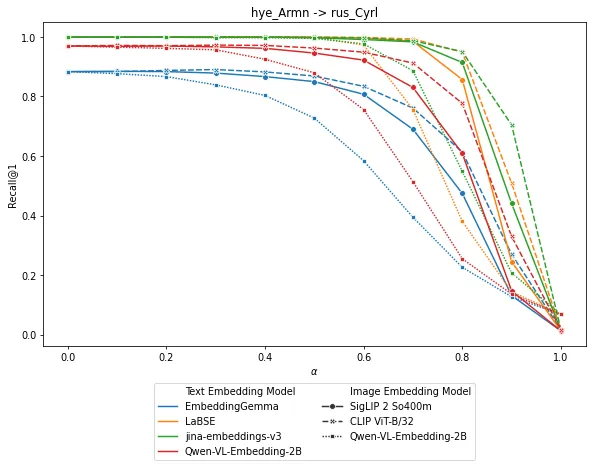 hye_Armn -> rus_Cyrl
1.0
0.8
0.6
0.4
0.2
0.0
Recall@1
0.0 0.2 0.4 0.6 0.8 1.0
α
Text Embedding Model
EmbeddingGemma
LaBSE
jina-embeddings-v3
Qwen-VL-Embedding-2B
Image Embedding Model
SigLIP 2 So400m
CLIP ViT-B/32
Qwen-VL-Embedding-2B